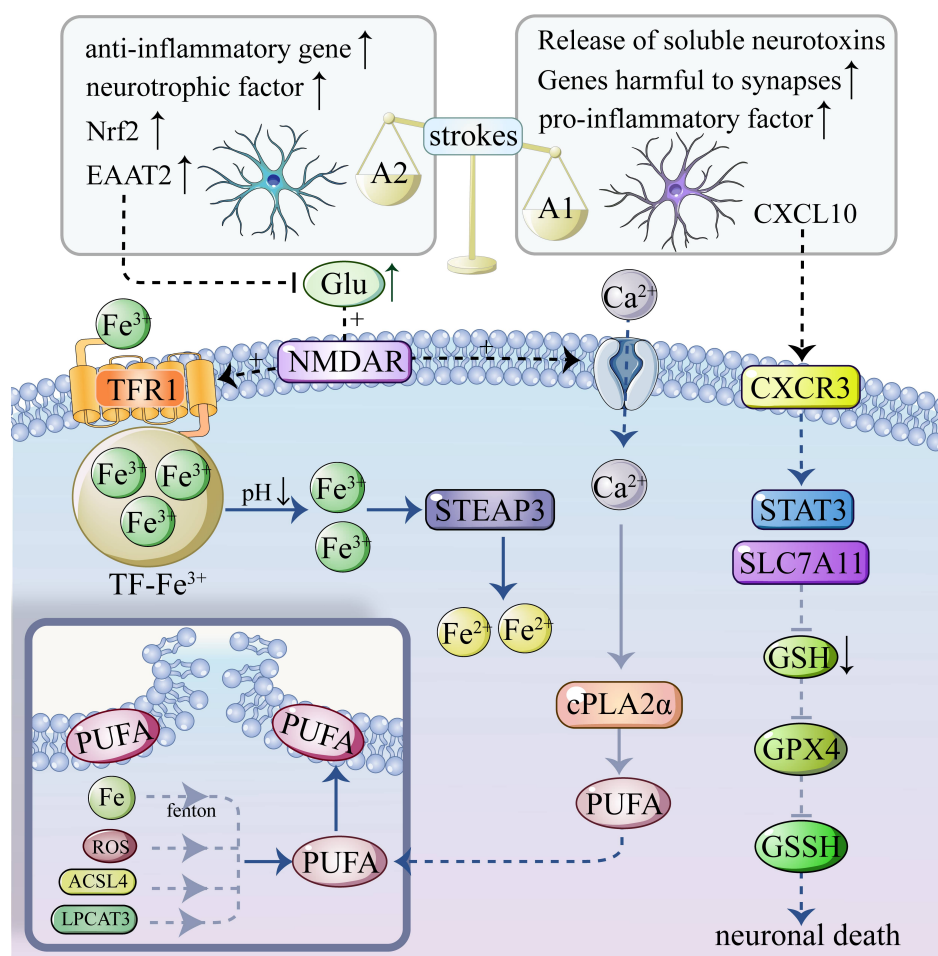 anti-inflammatory gene ↑
neurotrophic factor ↑
Nrf2 ↑
EAAT2 ↑
A2
strokes
A1
Release of soluble neurotoxins
Genes harmful to synapses ↑
pro-inflammatory factor ↑
CXCL10
Glu ↑
+
Ca²⁺
Fe³⁺
TFR1
+
NMDAR
+
CXCR3
Fe³⁺
Fe³⁺
Fe³⁺
TF-Fe³⁺
pH ↓
Fe³⁺
Fe³⁺
STEAP3
Fe²⁺
Fe²⁺
Ca²⁺
cPLA2α
PUFA
STAT3
SLC7A11
GSH ↓
GPX4
GSSH
neuronal death
PUFA
PUFA
Fe
fenton
ROS
ACSL4
LPCAT3
PUFA